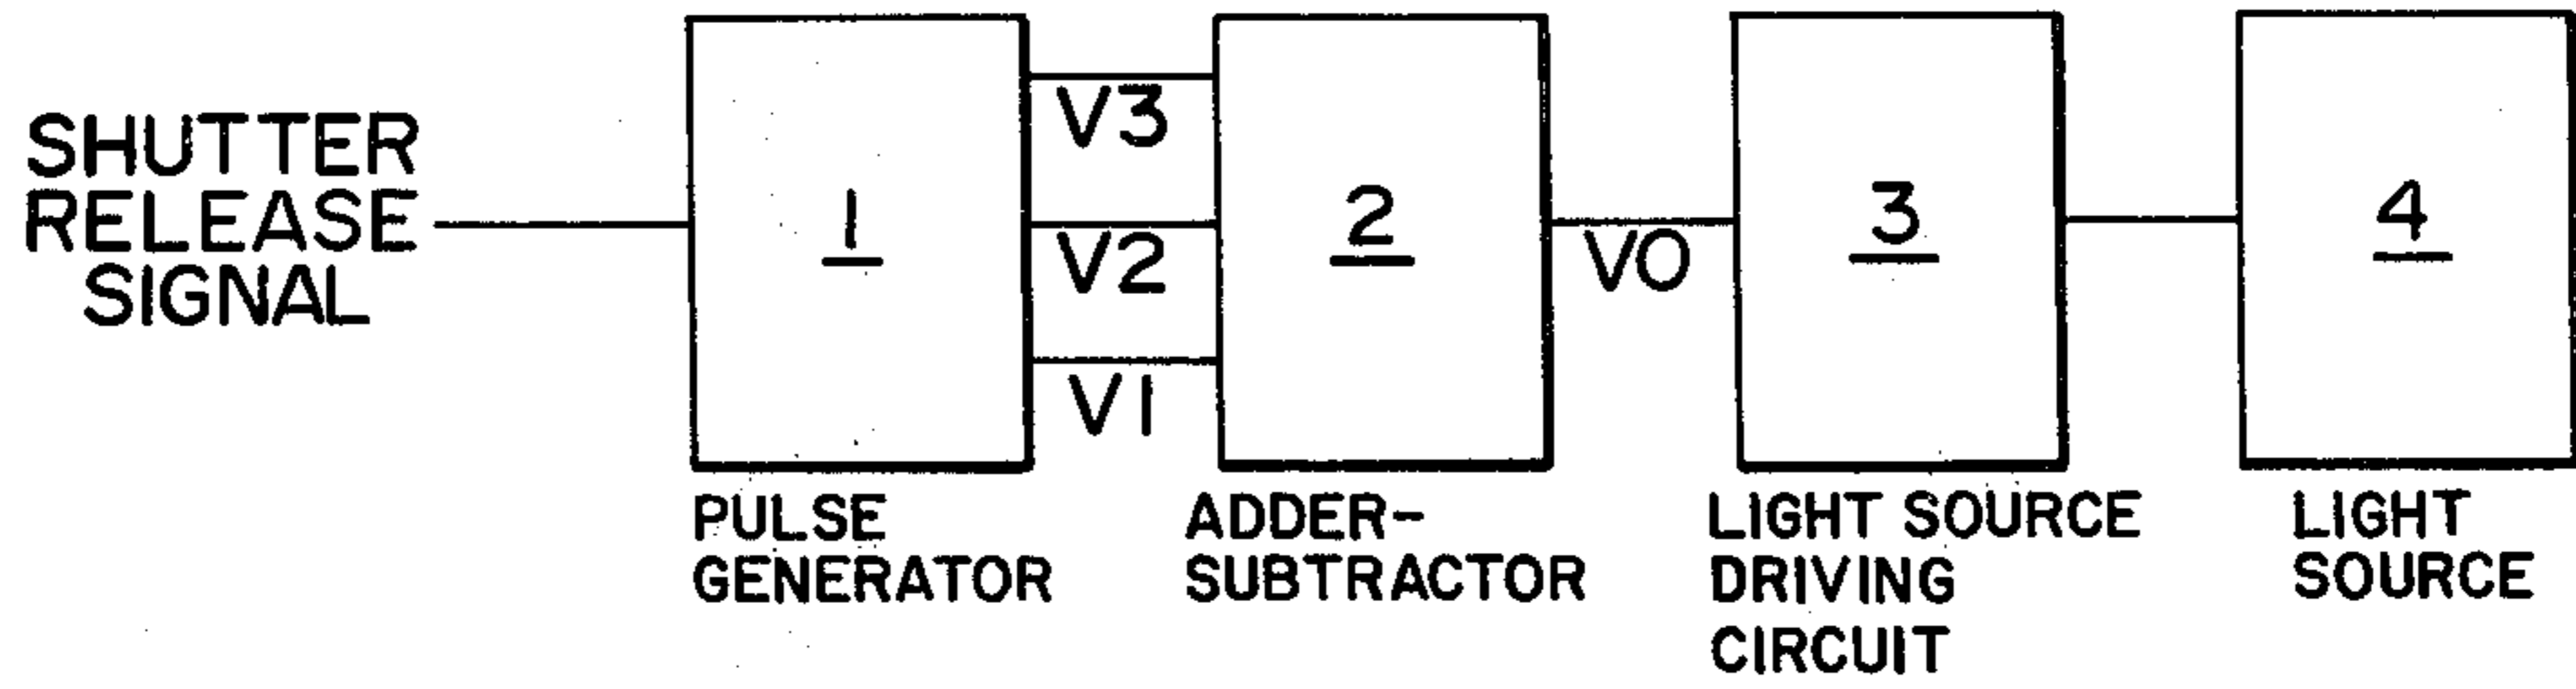 SHUTTER
RELEASE
SIGNAL
1
V3
V2
V1
2
V0
3
4
PULSE
GENERATOR
ADDER-
SUBTRACTOR
LIGHT SOURCE
DRIVING
CIRCUIT
LIGHT
SOURCE